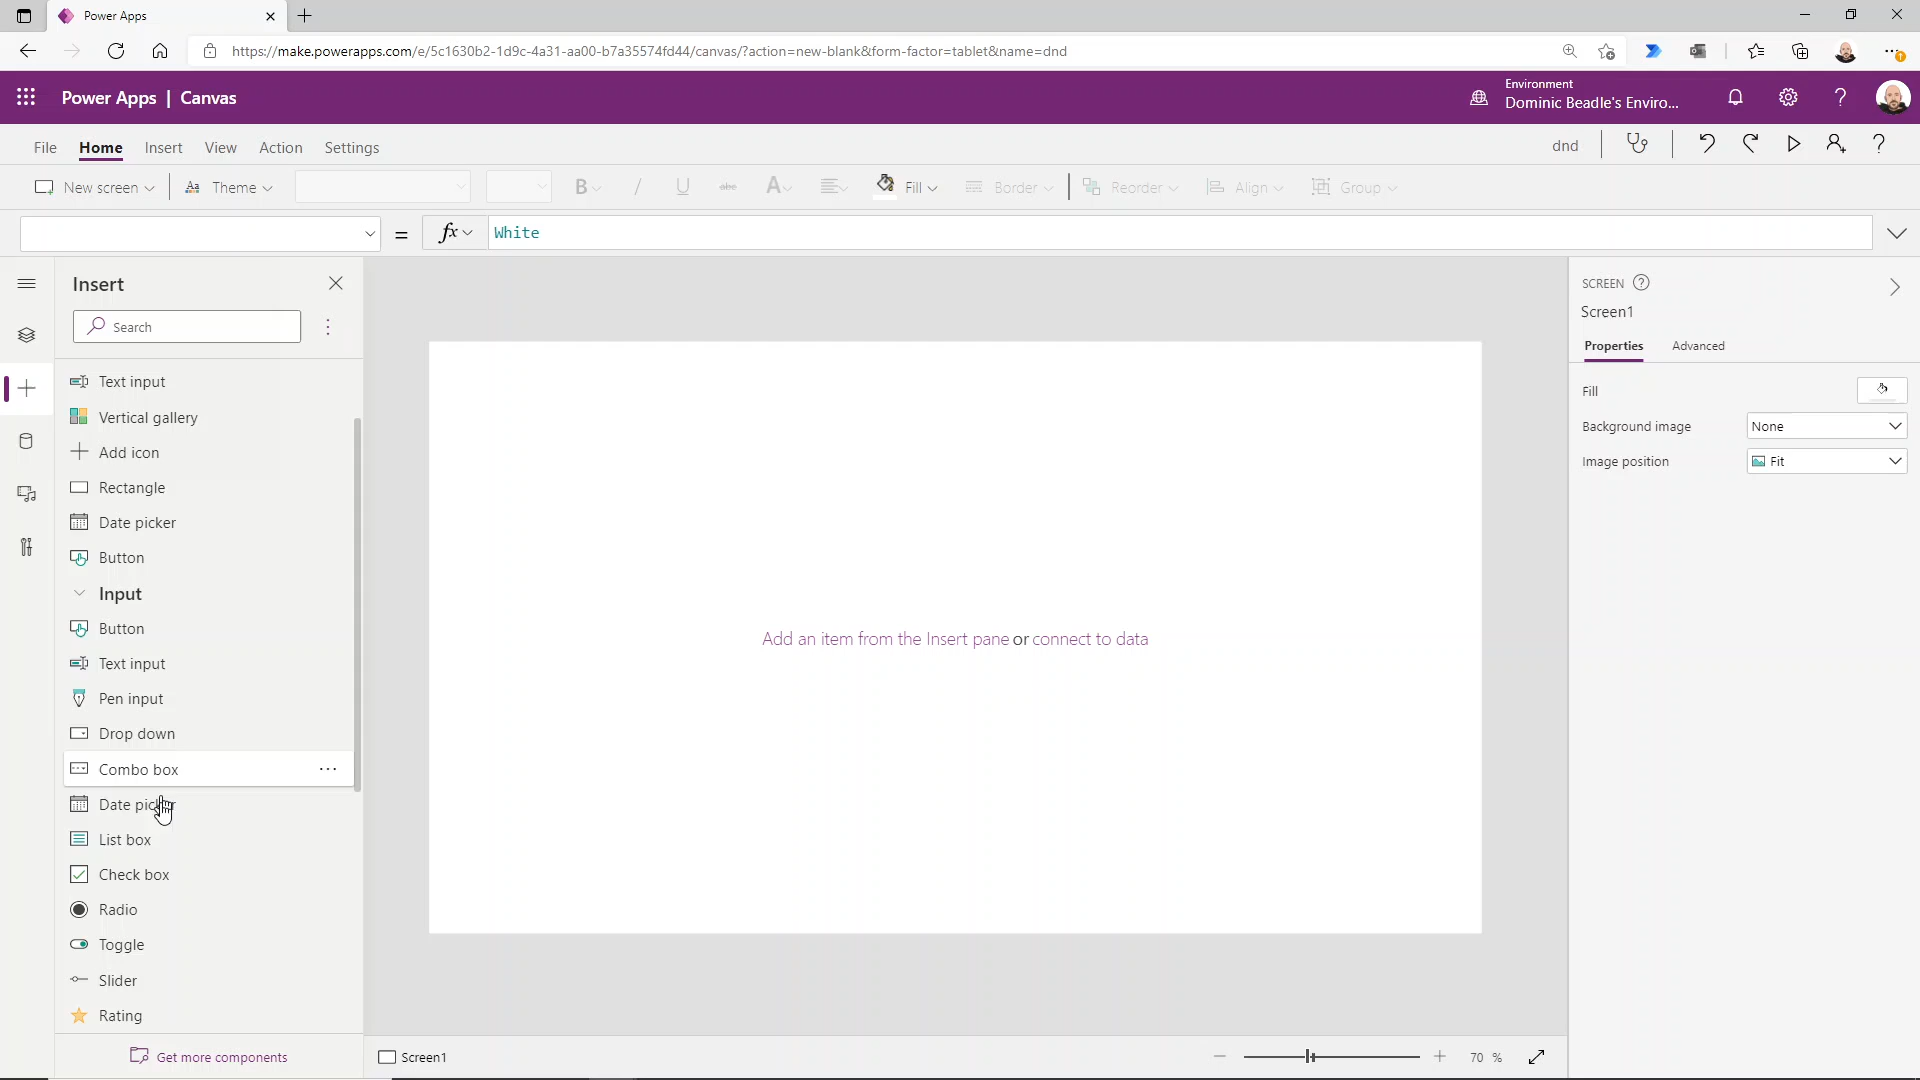 Power Apps
https://make.powerapps.com/e/5c1630b2-1d9c-4a31-aa00-b7a35574fd44/canvas/?action=new-blank&form-factor=tablet&name=dnd
Power Apps | Canvas
Environment
Dominic Beadle's Enviro...
File Home Insert View Action Settings
dnd
New screen Theme
B / U abc A Fill Border Reorder Align Group
= fx White
Insert
Search
Text input
Vertical gallery
Add icon
Rectangle
Date picker
Button
Input
Button
Text input
Pen input
Drop down
Combo box ...
Date picker
List box
Check box
Radio
Toggle
Slider
Rating
Get more components
Add an item from the Insert pane or connect to data
Screen1
70 %
SCREEN
Screen1
Properties Advanced
Fill
Background image None
Image position Fit